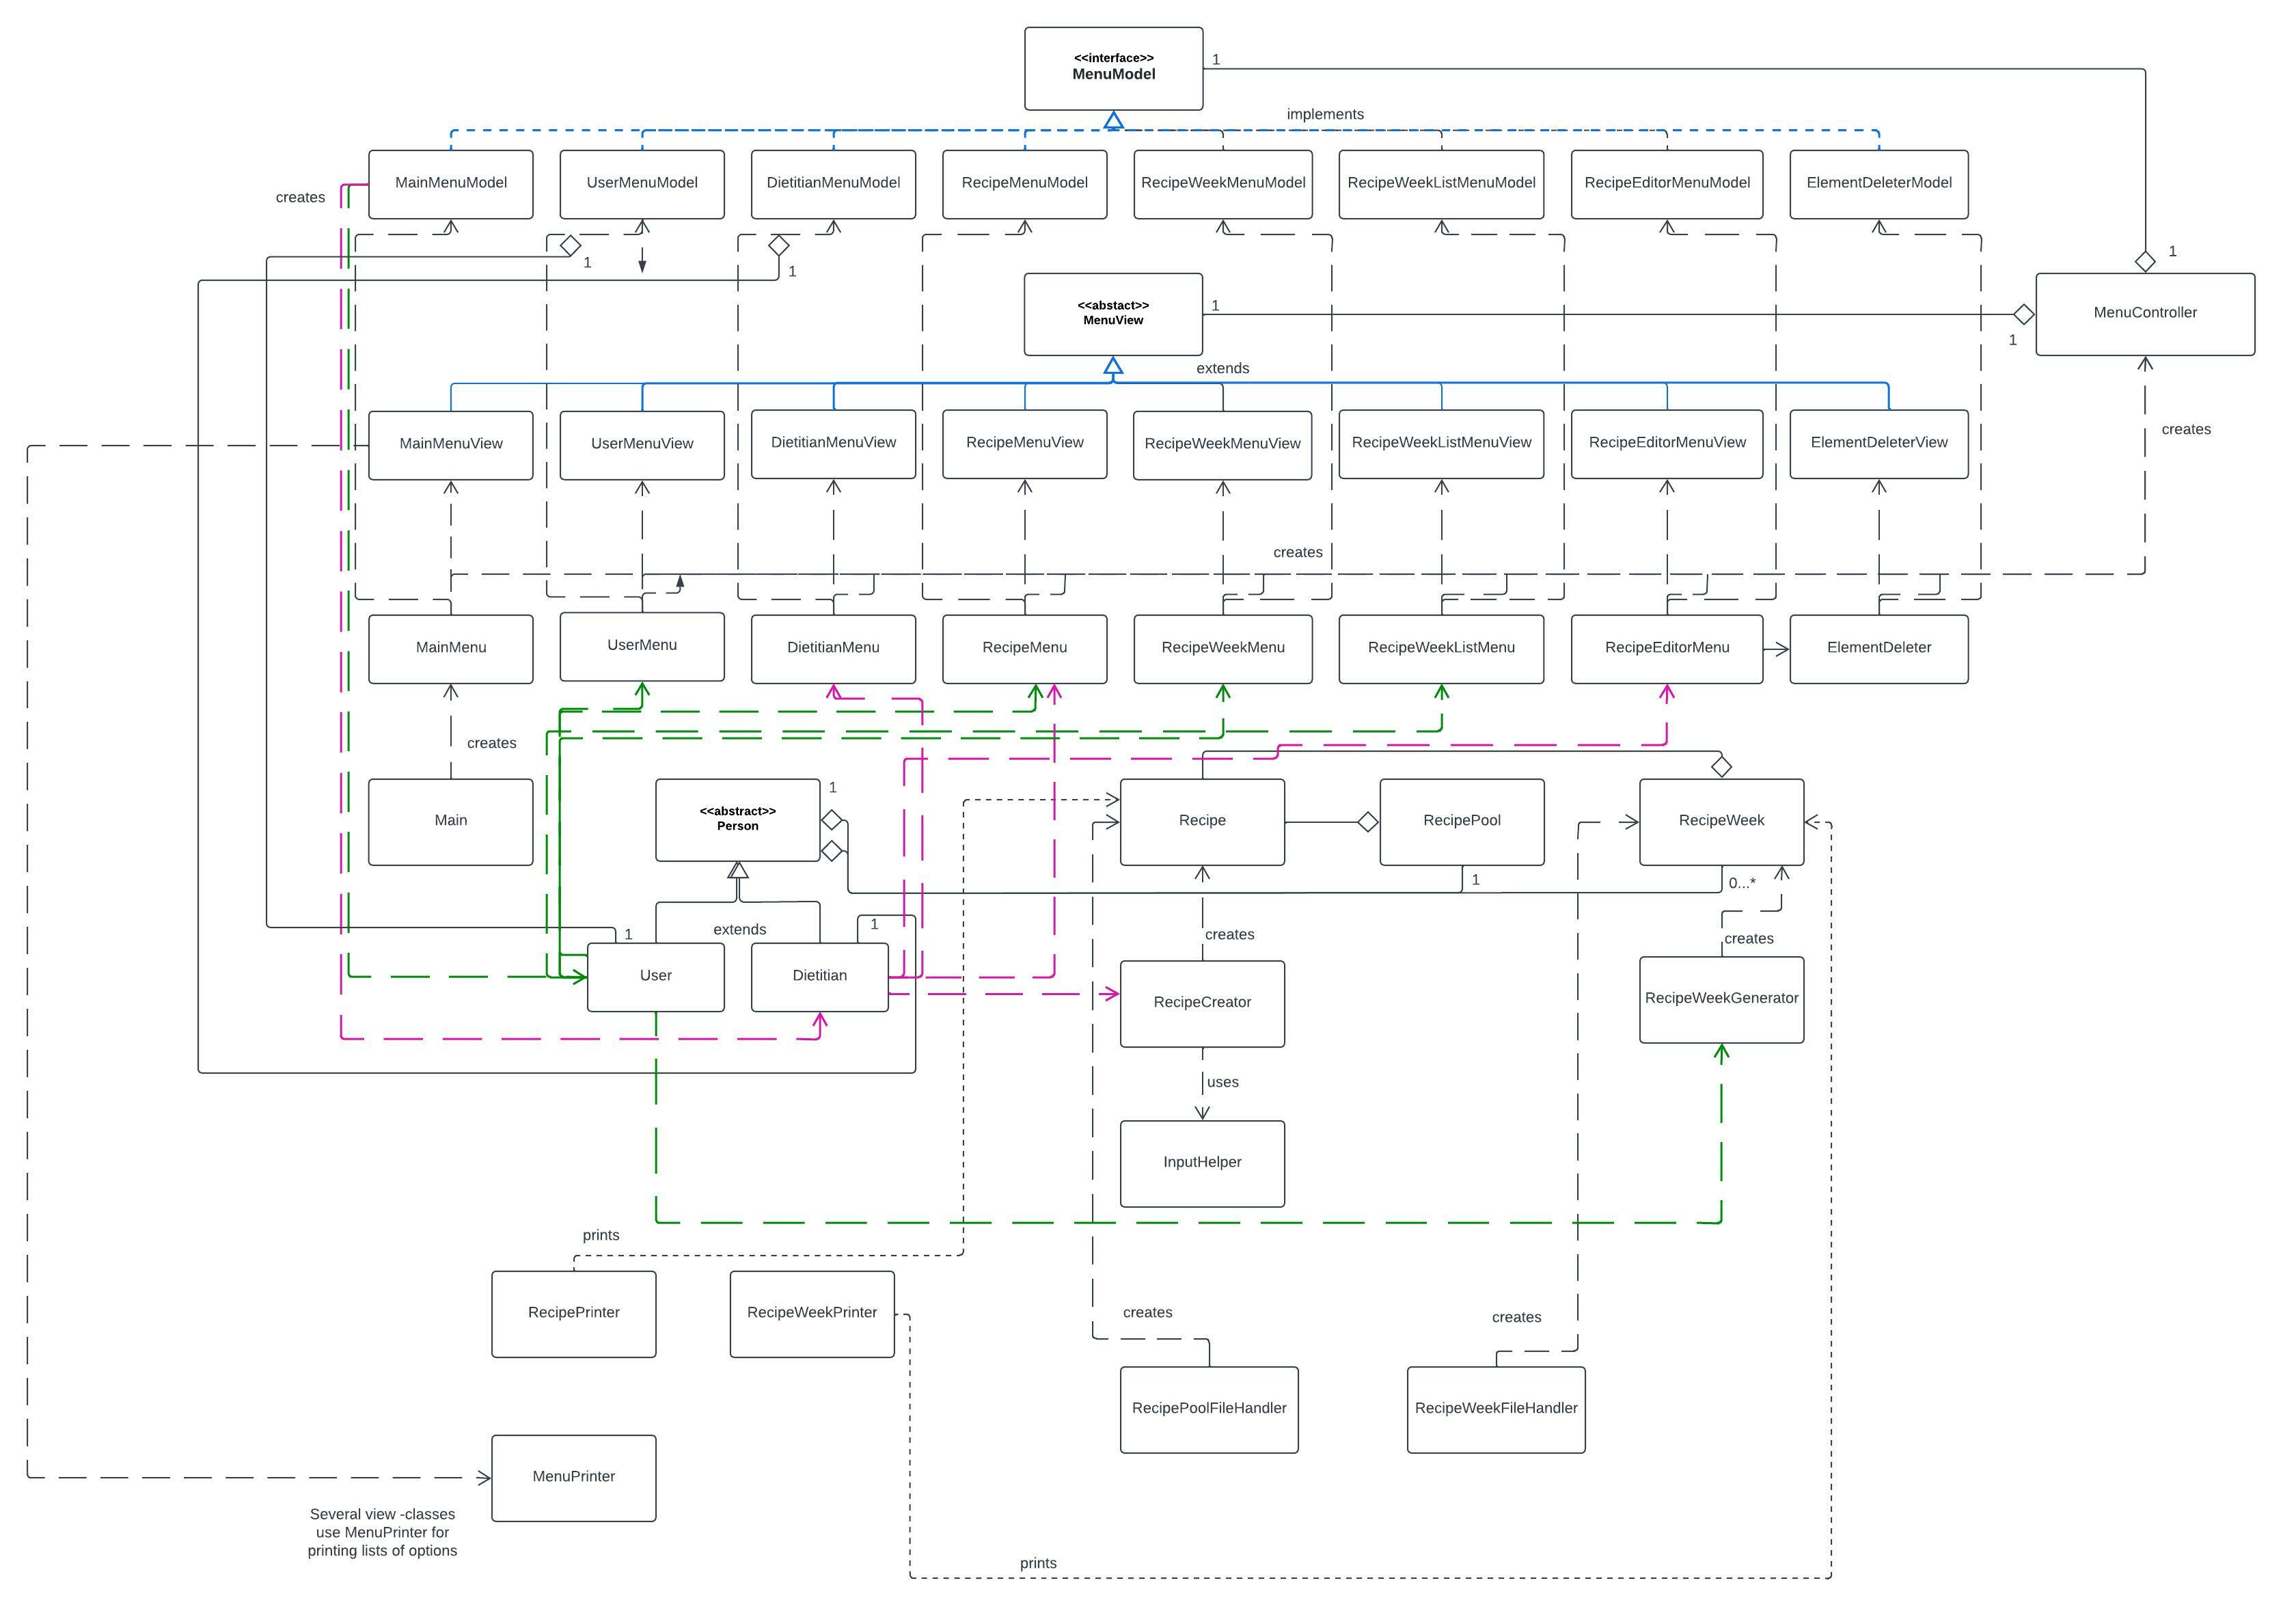 <<interface>>
MenuModel
1
implements
MainMenuModel
UserMenuModel
DietitianMenuModel
RecipeMenuModel
RecipeWeekMenuModel
RecipeWeekListMenuModel
RecipeEditorMenuModel
ElementDeleterModel
creates
1
1
1
<<abstact>>
MenuView
1
1
MenuController
extends
MainMenuView
UserMenuView
DietitianMenuView
RecipeMenuView
RecipeWeekMenuView
RecipeWeekListMenuView
RecipeEditorMenuView
ElementDeleterView
creates
creates
MainMenu
UserMenu
DietitianMenu
RecipeMenu
RecipeWeekMenu
RecipeWeekListMenu
RecipeEditorMenu
ElementDeleter
creates
1
Main
<<abstract>>
Person
Recipe
RecipePool
RecipeWeek
1
0...*
1
extends
1
creates
creates
User
Dietitian
RecipeCreator
RecipeWeekGenerator
uses
InputHelper
prints
RecipePrinter
RecipeWeekPrinter
creates
creates
RecipePoolFileHandler
RecipeWeekFileHandler
MenuPrinter
Several view -classes
use MenuPrinter for
printing lists of options
prints